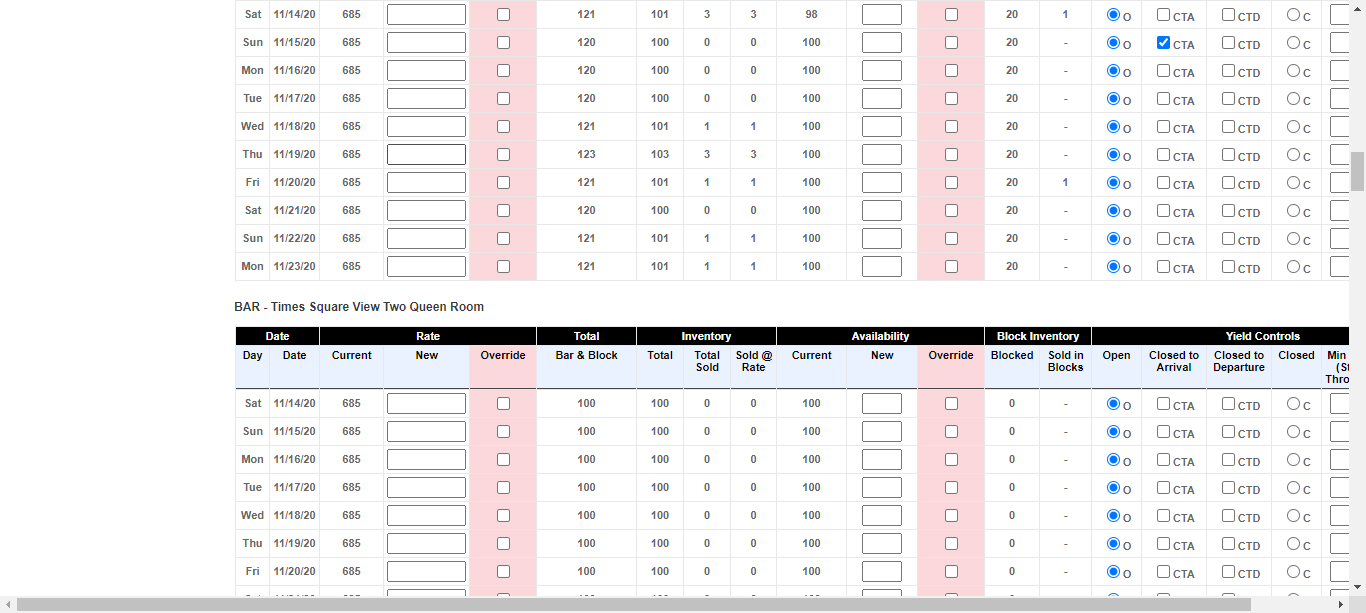 Sat 11/14/20 685 121 101 3 3 98 20 1 O CTA CTD C
Sun 11/15/20 685 120 100 0 0 100 20 - O CTA CTD C
Mon 11/16/20 685 120 100 0 0 100 20 - O CTA CTD C
Tue 11/17/20 685 120 100 0 0 100 20 - O CTA CTD C
Wed 11/18/20 685 121 101 1 1 100 20 - O CTA CTD C
Thu 11/19/20 685 123 103 3 3 100 20 - O CTA CTD C
Fri 11/20/20 685 121 101 1 1 100 20 1 O CTA CTD C
Sat 11/21/20 685 120 100 0 0 100 20 - O CTA CTD C
Sun 11/22/20 685 121 101 1 1 100 20 - O CTA CTD C
Mon 11/23/20 685 121 101 1 1 100 20 - O CTA CTD C
BAR - Times Square View Two Queen Room
Date Rate Total Inventory Availability Block Inventory Yield Controls
Day Date Current New Override Bar & Block Total Total Sold @ Current New Override Blocked Sold in Open Closed to Closed to Closed Min
Sold Rate Blocks Arrival Departure
Sat 11/14/20 685 100 100 0 0 100 0 - O CTA CTD C
Sun 11/15/20 685 100 100 0 0 100 0 - O CTA CTD C
Mon 11/16/20 685 100 100 0 0 100 0 - O CTA CTD C
Tue 11/17/20 685 100 100 0 0 100 0 - O CTA CTD C
Wed 11/18/20 685 100 100 0 0 100 0 - O CTA CTD C
Thu 11/19/20 685 100 100 0 0 100 0 - O CTA CTD C
Fri 11/20/20 685 100 100 0 0 100 0 - O CTA CTD C